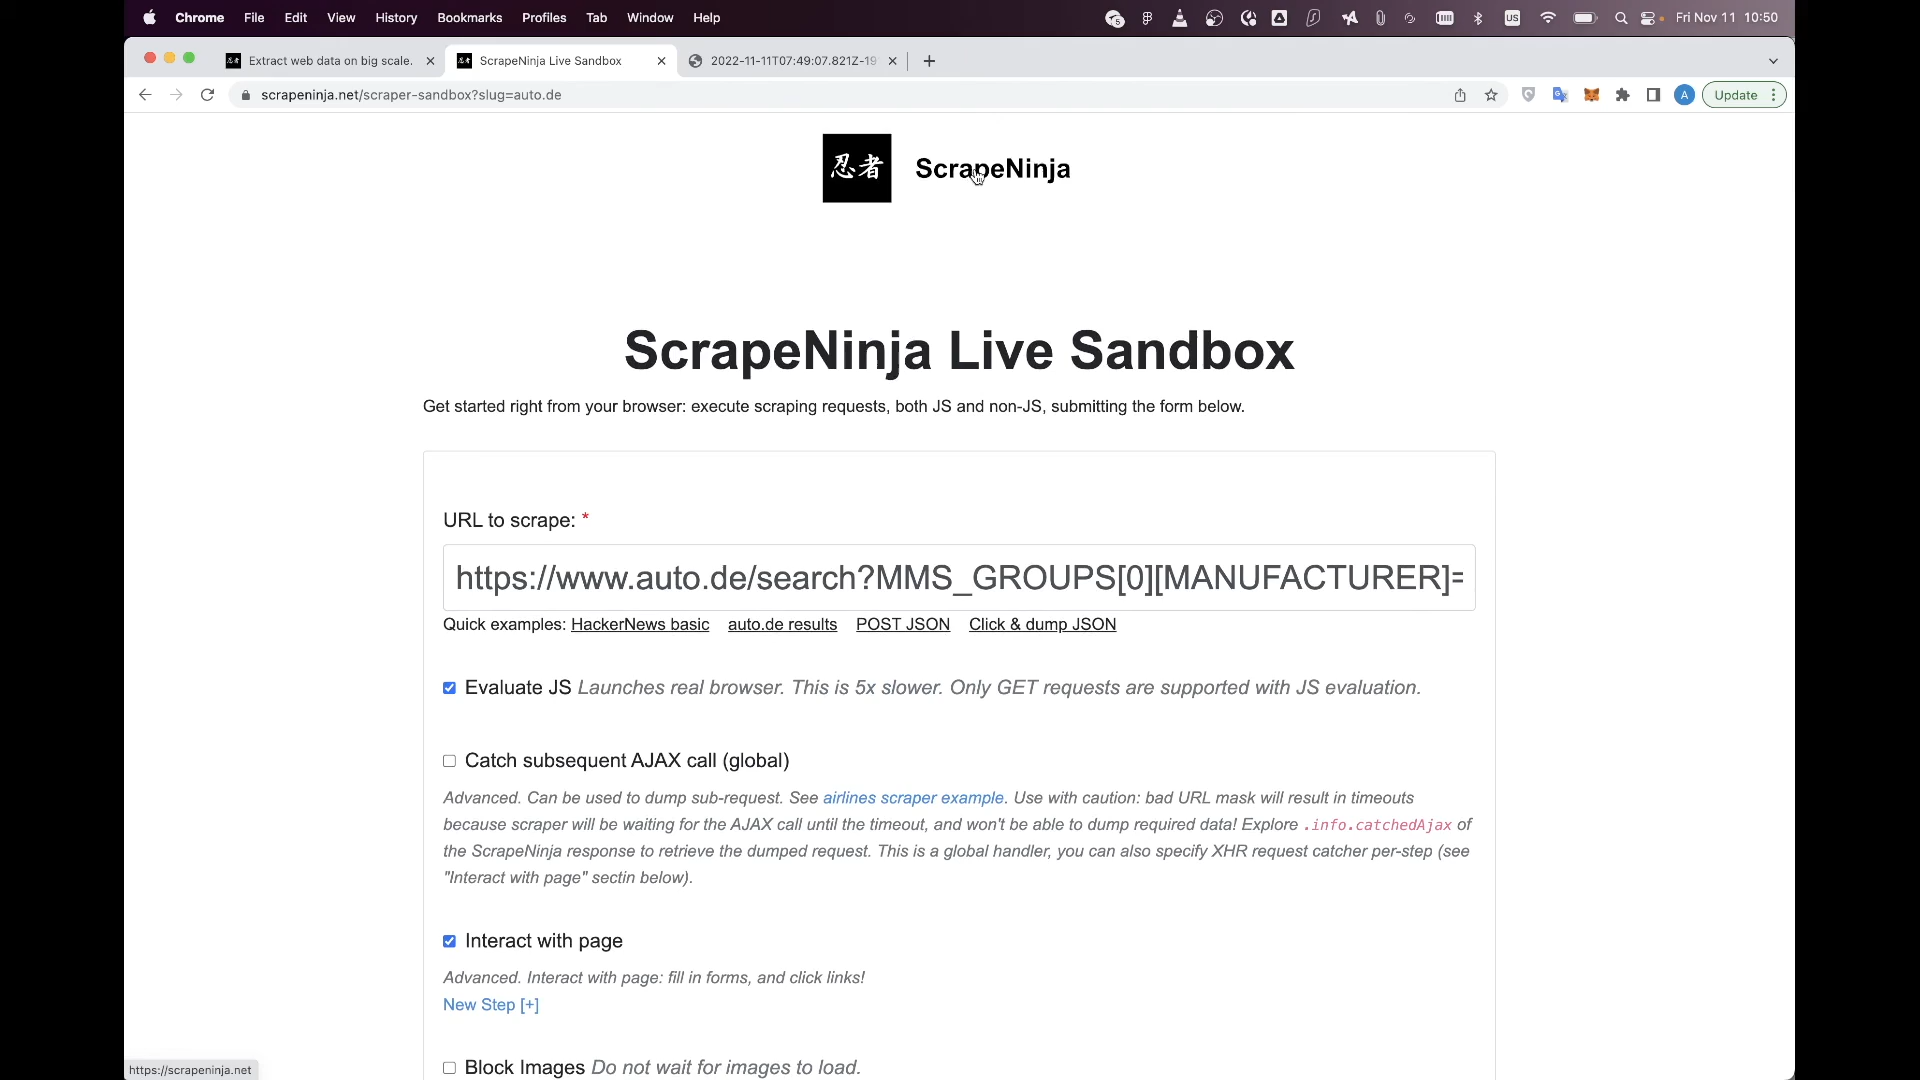 Chrome File Edit View History Bookmarks Profiles Tab Window Help
US Fri Nov 11 10:50
Extract web data on big scale.
ScrapeNinja Live Sandbox
2022-11-11T07:49:07.821Z-19
scrapeninja.net/scraper-sandbox?slug=auto.de
A
Update
忍者 ScrapeNinja
ScrapeNinja Live Sandbox
Get started right from your browser: execute scraping requests, both JS and non-JS, submitting the form below.
URL to scrape: *
https://www.auto.de/search?MMS_GROUPS[0][MANUFACTURER]=
Quick examples: HackerNews basic auto.de results POST JSON Click & dump JSON
Evaluate JS Launches real browser. This is 5x slower. Only GET requests are supported with JS evaluation.
Catch subsequent AJAX call (global)
Advanced. Can be used to dump sub-request. See airlines scraper example. Use with caution: bad URL mask will result in timeouts
because scraper will be waiting for the AJAX call until the timeout, and won't be able to dump required data! Explore .info.catchedAjax of
the ScrapeNinja response to retrieve the dumped request. This is a global handler, you can also specify XHR request catcher per-step (see
"Interact with page" sectin below).
Interact with page
Advanced. Interact with page: fill in forms, and click links!
New Step [+]
Block Images Do not wait for images to load.
https://scrapeninja.net